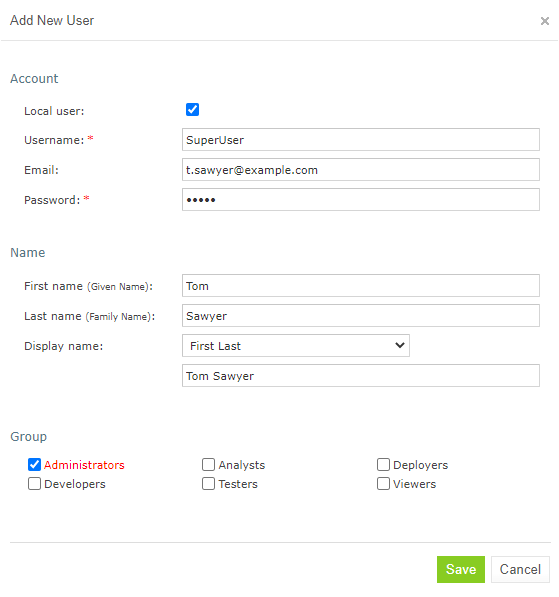 Add New User ×
Account
Local user:
Username: * SuperUser
Email: t.sawyer@example.com
Password: * •••••
Name
First name (Given Name): Tom
Last name (Family Name): Sawyer
Display name: First Last
Tom Sawyer
Group
Administrators Analysts Deployers
Developers Testers Viewers
Save Cancel